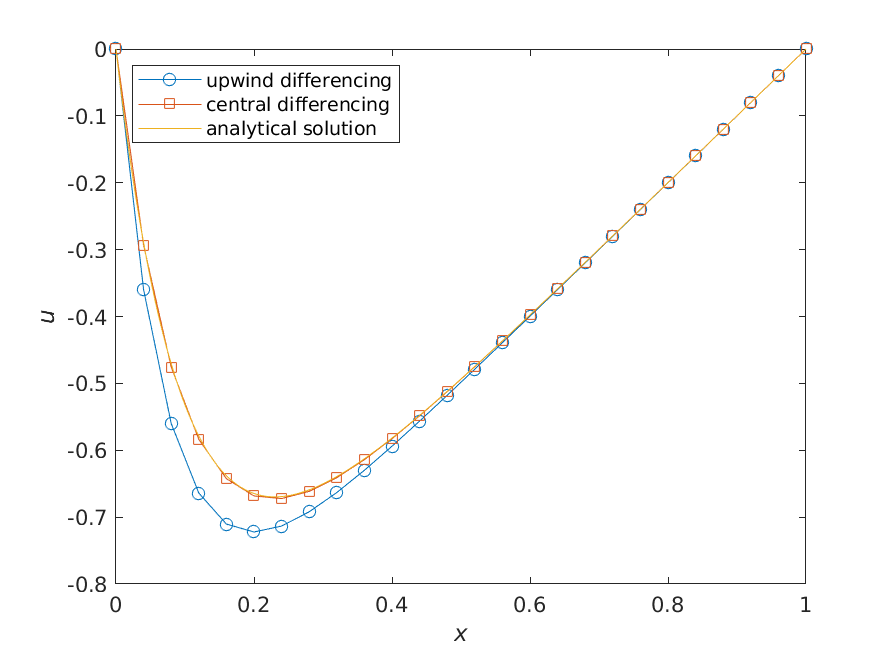 0
-0.1
-0.2
-0.3
-0.4
-0.5
-0.6
-0.7
-0.8
u
upwind differencing
central differencing
analytical solution
0 0.2 0.4 0.6 0.8 1
x